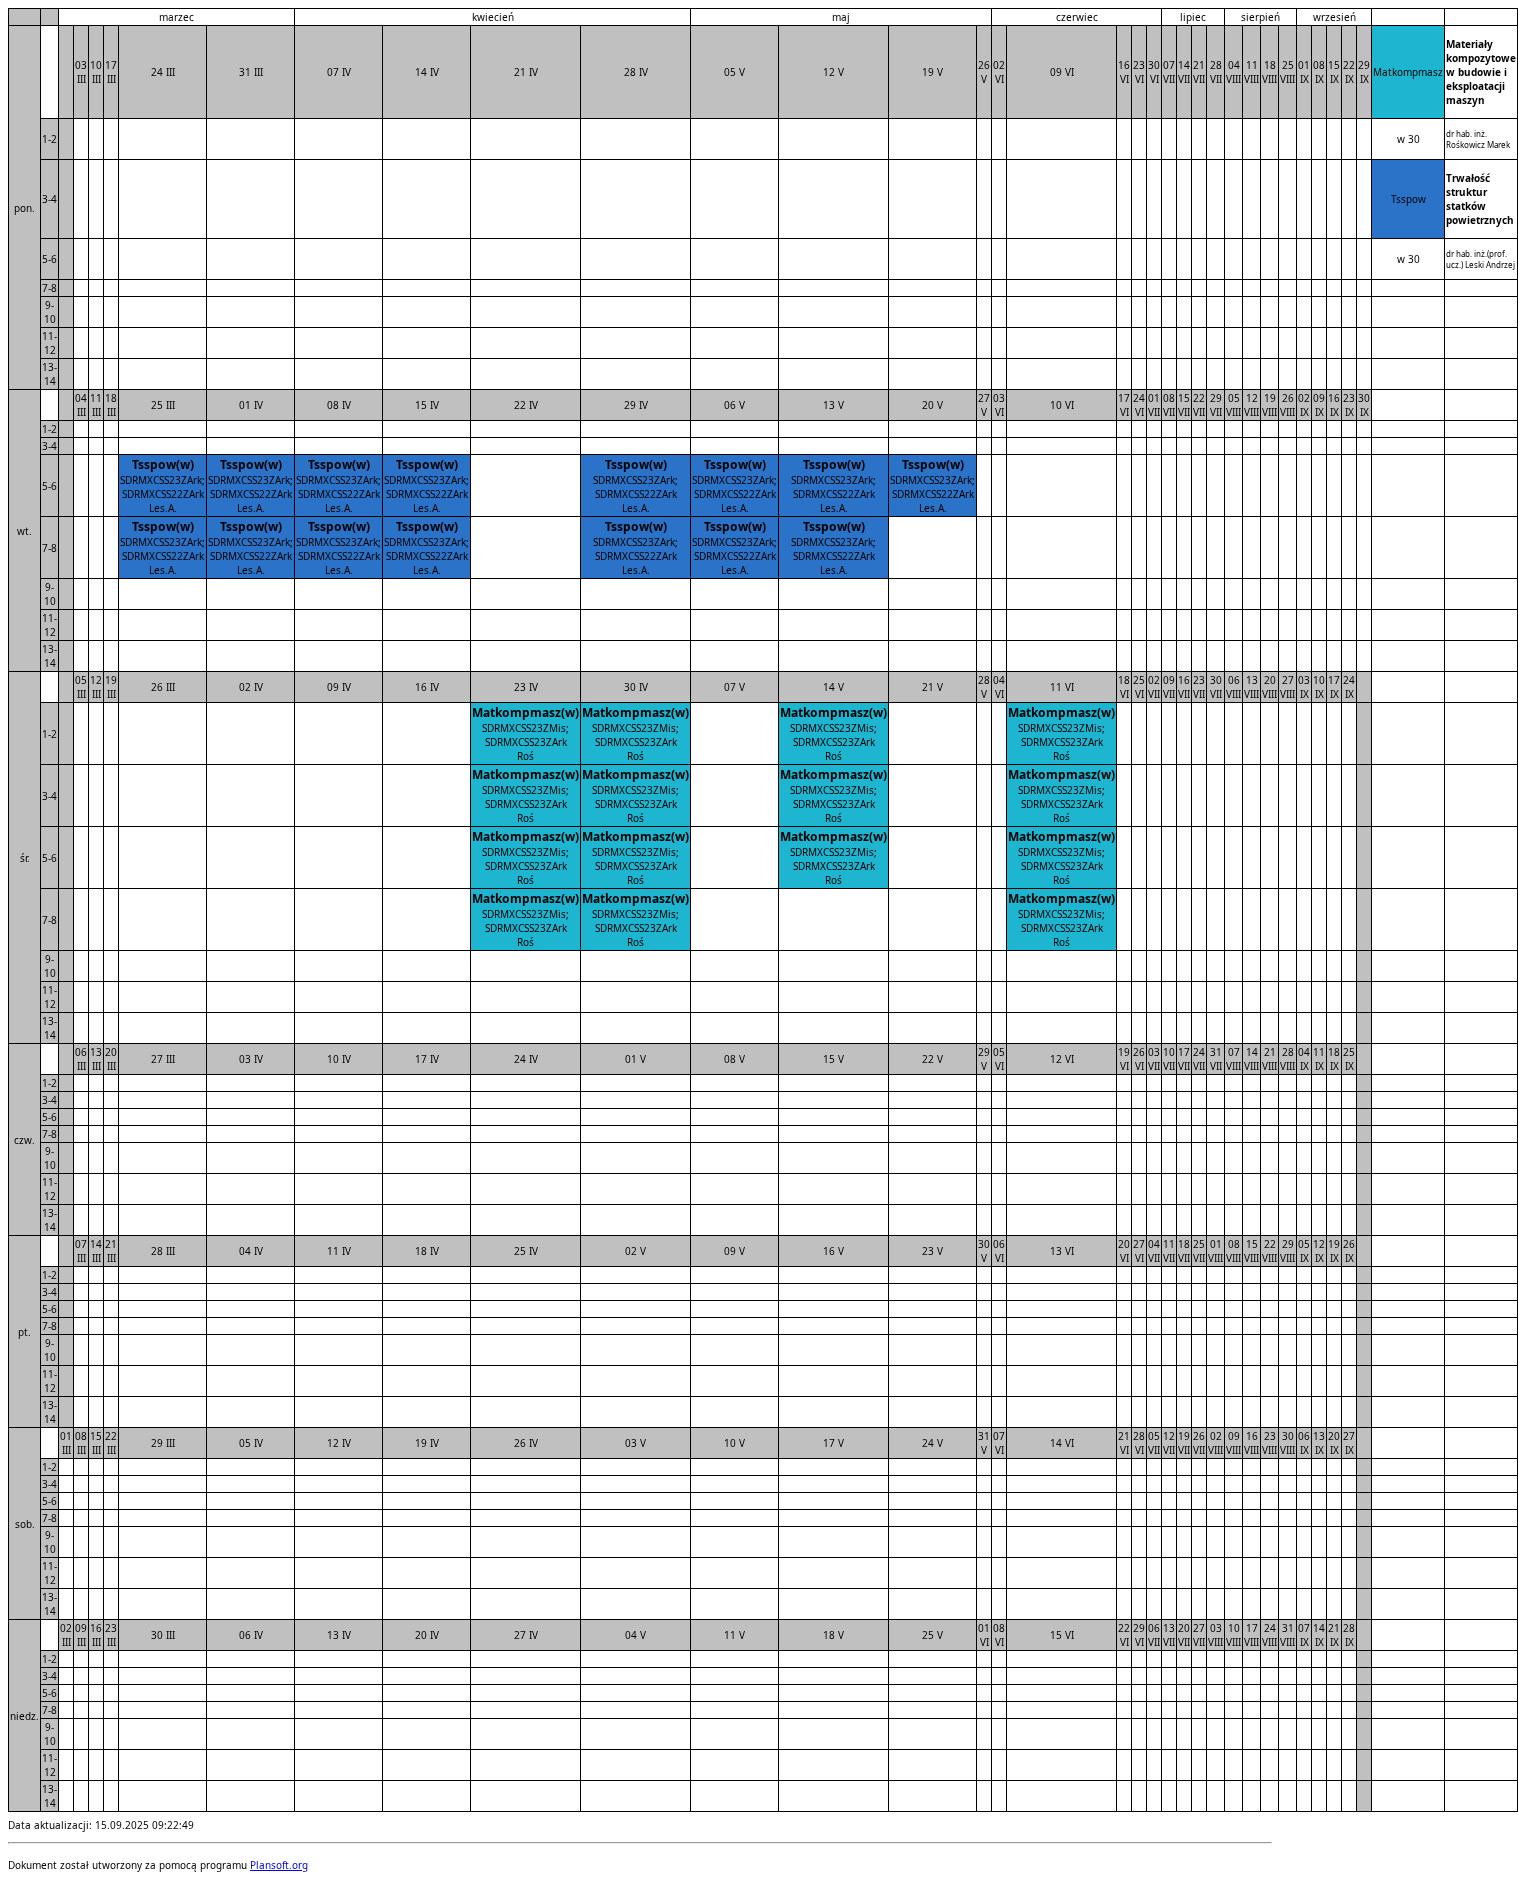 marzec kwiecień maj czerwiec lipiec sierpień wrzesień
pon. 03 III 10 III 17 III 24 III 31 III 07 IV 14 IV 21 IV 28 IV 05 V 12 V 19 V 26 V 02 VI 09 VI 16 VI 23 VI 30 VI 07 VII 14 VII 21 VII 28 VII 04 VIII 11 VIII 18 VIII 25 VIII 01 IX 08 IX 15 IX 22 IX 29 IX Matkompmasz Materiały kompozytowe w budowie i eksploatacji maszyn
1-2 w 30 dr hab. inż. Rośkowicz Marek
3-4 Tsspow Trwałość struktur statków powietrznych
5-6 w 30 dr hab. inż.(prof. ucz.) Leski Andrzej
7-8
9-10
11-12
13-14
wt. 04 III 11 III 18 III 25 III 01 IV 08 IV 15 IV 22 IV 29 IV 06 V 13 V 20 V 27 V 03 VI 10 VI 17 VI 24 VI 01 VII 08 VII 15 VII 22 VII 29 VII 05 VIII 12 VIII 19 VIII 26 VIII 02 IX 09 IX 16 IX 23 IX 30 IX
1-2
3-4
5-6 Tsspow(w) Tsspow(w) Tsspow(w) Tsspow(w) Tsspow(w) Tsspow(w) Tsspow(w) Tsspow(w)
SDRMXCSS23ZArk; SDRMXCSS23ZArk; SDRMXCSS23ZArk; SDRMXCSS23ZArk; SDRMXCSS23ZArk; SDRMXCSS23ZArk; SDRMXCSS23ZArk; SDRMXCSS23ZArk;
SDRMXCSS22ZArk SDRMXCSS22ZArk SDRMXCSS22ZArk SDRMXCSS22ZArk SDRMXCSS22ZArk SDRMXCSS22ZArk SDRMXCSS22ZArk SDRMXCSS22ZArk
Les.A. Les.A. Les.A. Les.A. Les.A. Les.A. Les.A. Les.A.
7-8 Tsspow(w) Tsspow(w) Tsspow(w) Tsspow(w) Tsspow(w) Tsspow(w) Tsspow(w)
SDRMXCSS23ZArk; SDRMXCSS23ZArk; SDRMXCSS23ZArk; SDRMXCSS23ZArk; SDRMXCSS23ZArk; SDRMXCSS23ZArk; SDRMXCSS23ZArk;
SDRMXCSS22ZArk SDRMXCSS22ZArk SDRMXCSS22ZArk SDRMXCSS22ZArk SDRMXCSS22ZArk SDRMXCSS22ZArk SDRMXCSS22ZArk
Les.A. Les.A. Les.A. Les.A. Les.A. Les.A. Les.A.
9-10
11-12
13-14
śr. 05 III 12 III 19 III 26 III 02 IV 09 IV 16 IV 23 IV 30 IV 07 V 14 V 21 V 28 V 04 VI 11 VI 18 VI 25 VI 02 VII 09 VII 16 VII 23 VII 30 VII 06 VIII 13 VIII 20 VIII 27 VIII 03 IX 10 IX 17 IX 24 IX
1-2 Matkompmasz(w) Matkompmasz(w) Matkompmasz(w) Matkompmasz(w)
SDRMXCSS23ZMis; SDRMXCSS23ZMis; SDRMXCSS23ZMis; SDRMXCSS23ZMis;
SDRMXCSS23ZArk SDRMXCSS23ZArk SDRMXCSS23ZArk SDRMXCSS23ZArk
Roś Roś Roś Roś
3-4 Matkompmasz(w) Matkompmasz(w) Matkompmasz(w) Matkompmasz(w)
SDRMXCSS23ZMis; SDRMXCSS23ZMis; SDRMXCSS23ZMis; SDRMXCSS23ZMis;
SDRMXCSS23ZArk SDRMXCSS23ZArk SDRMXCSS23ZArk SDRMXCSS23ZArk
Roś Roś Roś Roś
5-6 Matkompmasz(w) Matkompmasz(w) Matkompmasz(w) Matkompmasz(w)
SDRMXCSS23ZMis; SDRMXCSS23ZMis; SDRMXCSS23ZMis; SDRMXCSS23ZMis;
SDRMXCSS23ZArk SDRMXCSS23ZArk SDRMXCSS23ZArk SDRMXCSS23ZArk
Roś Roś Roś Roś
7-8 Matkompmasz(w) Matkompmasz(w) Matkompmasz(w)
SDRMXCSS23ZMis; SDRMXCSS23ZMis; SDRMXCSS23ZMis;
SDRMXCSS23ZArk SDRMXCSS23ZArk SDRMXCSS23ZArk
Roś Roś Roś
9-10
11-12
13-14
czw. 06 III 13 III 20 III 27 III 03 IV 10 IV 17 IV 24 IV 01 V 08 V 15 V 22 V 29 V 05 VI 12 VI 19 VI 26 VI 03 VII 10 VII 17 VII 24 VII 31 VII 07 VIII 14 VIII 21 VIII 28 VIII 04 IX 11 IX 18 IX 25 IX
1-2
3-4
5-6
7-8
9-10
11-12
13-14
pt. 07 III 14 III 21 III 28 III 04 IV 11 IV 18 IV 25 IV 02 V 09 V 16 V 23 V 30 V 06 VI 13 VI 20 VI 27 VI 04 VII 11 VII 18 VII 25 VII 01 VIII 08 VIII 15 VIII 22 VIII 29 VIII 05 IX 12 IX 19 IX 26 IX
1-2
3-4
5-6
7-8
9-10
11-12
13-14
sob. 01 III 08 III 15 III 22 III 29 III 05 IV 12 IV 19 IV 26 IV 03 V 10 V 17 V 24 V 31 V 07 VI 14 VI 21 VI 28 VI 05 VII 12 VII 19 VII 26 VII 02 VIII 09 VIII 16 VIII 23 VIII 30 VIII 06 IX 13 IX 20 IX 27 IX
1-2
3-4
5-6
7-8
9-10
11-12
13-14
niedz. 02 III 09 III 16 III 23 III 30 III 06 IV 13 IV 20 IV 27 IV 04 V 11 V 18 V 25 V 01 VI 08 VI 15 VI 22 VI 29 VI 06 VII 13 VII 20 VII 27 VII 03 VIII 10 VIII 17 VIII 24 VIII 31 VIII 07 IX 14 IX 21 IX 28 IX
1-2
3-4
5-6
7-8
9-10
11-12
13-14
Data aktualizacji: 15.09.2025 09:22:49
Dokument został utworzony za pomocą programu Plansoft.org